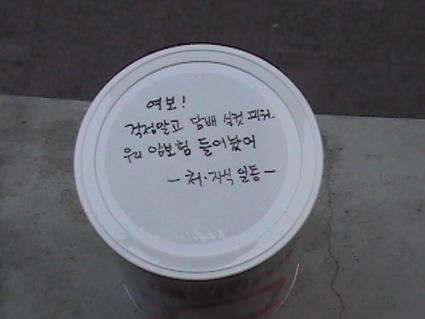 여보!
걱정말고 담배 실컷 펴워.
우리 암보험 들어놨어
- 처·자식 일동 -